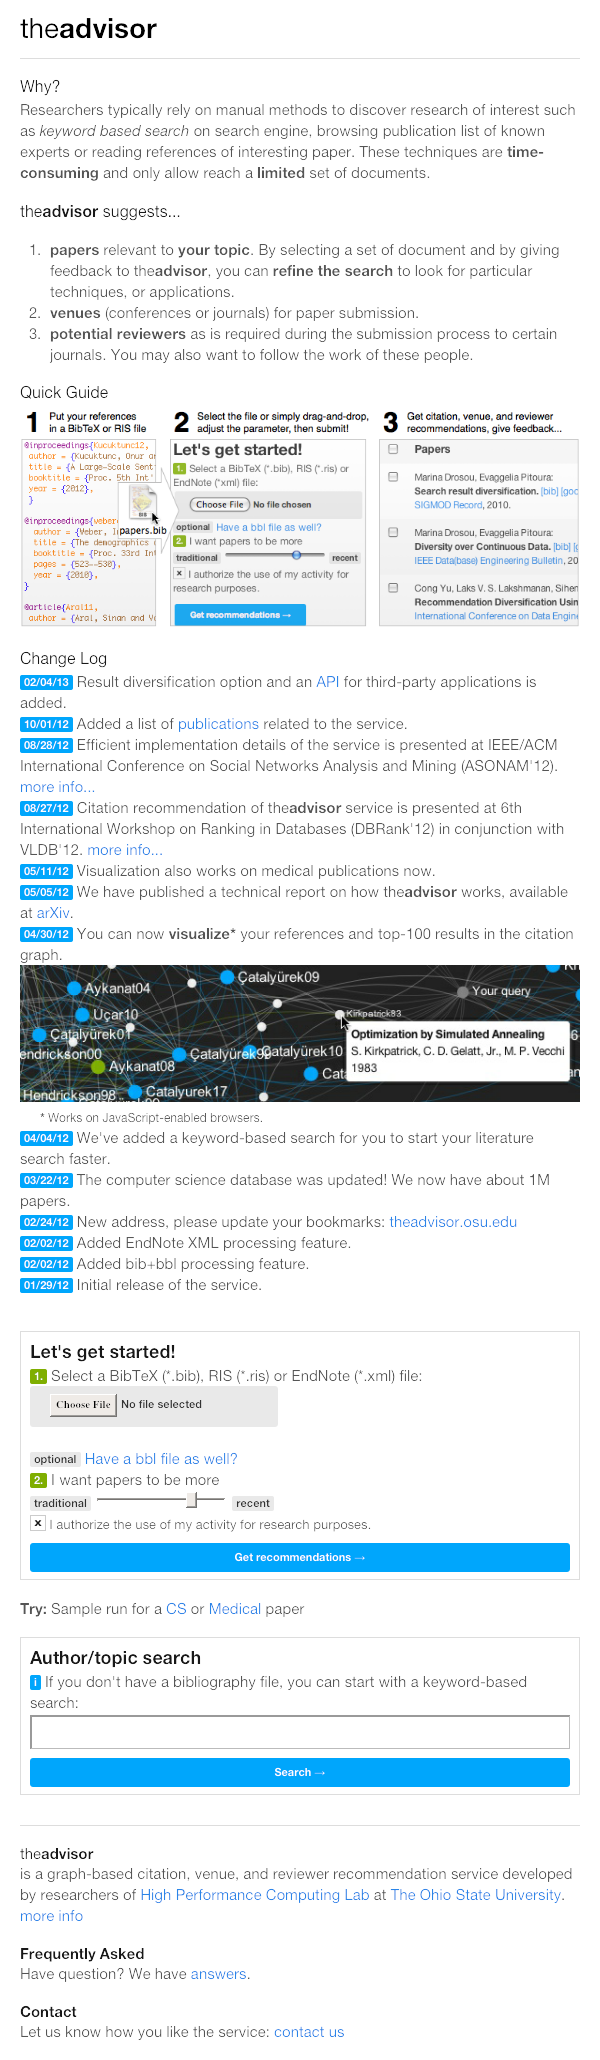 theadvisor
Why?
Researchers typically rely on manual methods to discover research of interest such
as keyword based search on search engine, browsing publication list of known
experts or reading references of interesting paper. These techniques are time-
consuming and only allow reach a limited set of documents.
theadvisor suggests...
1. papers relevant to your topic. By selecting a set of document and by giving
feedback to theadvisor, you can refine the search to look for particular
techniques, or applications.
2. venues (conferences or journals) for paper submission.
3. potential reviewers as is required during the submission process to certain
journals. You may also want to follow the work of these people.
Quick Guide
1 Put your references
in a BibTeX or RIS file
@inproceedings{Kucuktunc12,
author = {Kucuktunc, Onur an
title = {A Large-Scale Sent
booktitle = {Proc. 5th Int'
year = {2012},
}
@inproceedings{weber
author = {Weber, I
title = {The demographics
booktitle = {Proc. 33rd Int
pages = {523--530},
year = {2010},
}
@article{Aral11,
author = {Aral, Sinan and
BIB
papers.bib
2 Select the file or simply drag-and-drop,
adjust the parameter, then submit!
Let's get started!
1. Select a BibTeX (*.bib), RIS (*.ris) or
EndNote (*.xml) file:
Choose File No file chosen
optional Have a bbl file as well?
2. I want papers to be more
traditional recent
x I authorize the use of my activity for
research purposes.
Get recommendations →
3 Get citation, venue, and reviewer
recommendations, give feedback...
Papers
Marina Drosou, Evaggelia Pitoura:
Search result diversification. [bib] [goo
SIGMOD Record, 2010.
Marina Drosou, Evaggelia Pitoura:
Diversity over Continuous Data. [bib] [g
IEEE Data(base) Engineering Bulletin, 20
Cong Yu, Laks V. S. Lakshmanan, Sihem
Recommendation Diversification Usin
International Conference on Data Engine
Change Log
02/04/13 Result diversification option and an API for third-party applications is
added.
10/01/12 Added a list of publications related to the service.
08/28/12 Efficient implementation details of the service is presented at IEEE/ACM
International Conference on Social Networks Analysis and Mining (ASONAM'12).
more info...
08/27/12 Citation recommendation of theadvisor service is presented at 6th
International Workshop on Ranking in Databases (DBRank'12) in conjunction with
VLDB'12. more info...
05/11/12 Visualization also works on medical publications now.
05/05/12 We have published a technical report on how theadvisor works, available
at arXiv.
04/30/12 You can now visualize* your references and top-100 results in the citation
graph.
Çatalyürek09
Aykanat04
Your query
Uçar10
Kirkpatrick83
Çatalyürek01
Optimization by Simulated Annealing
S. Kirkpatrick, C. D. Gelatt, Jr., M. P. Vecchi
1983
endrickson00
Çatalyürek10
Aykanat08
Hendrickson98
Catalyurek17
* Works on JavaScript-enabled browsers.
04/04/12 We've added a keyword-based search for you to start your literature
search faster.
03/22/12 The computer science database was updated! We now have about 1M
papers.
02/24/12 New address, please update your bookmarks: theadvisor.osu.edu
02/02/12 Added EndNote XML processing feature.
02/02/12 Added bib+bbl processing feature.
01/29/12 Initial release of the service.
Let's get started!
1. Select a BibTeX (*.bib), RIS (*.ris) or EndNote (*.xml) file:
Choose File No file selected
optional Have a bbl file as well?
2. I want papers to be more
traditional recent
x I authorize the use of my activity for research purposes.
Get recommendations →
Try: Sample run for a CS or Medical paper
Author/topic search
i If you don't have a bibliography file, you can start with a keyword-based
search:
Search →
theadvisor
is a graph-based citation, venue, and reviewer recommendation service developed
by researchers of High Performance Computing Lab at The Ohio State University.
more info
Frequently Asked
Have question? We have answers.
Contact
Let us know how you like the service: contact us